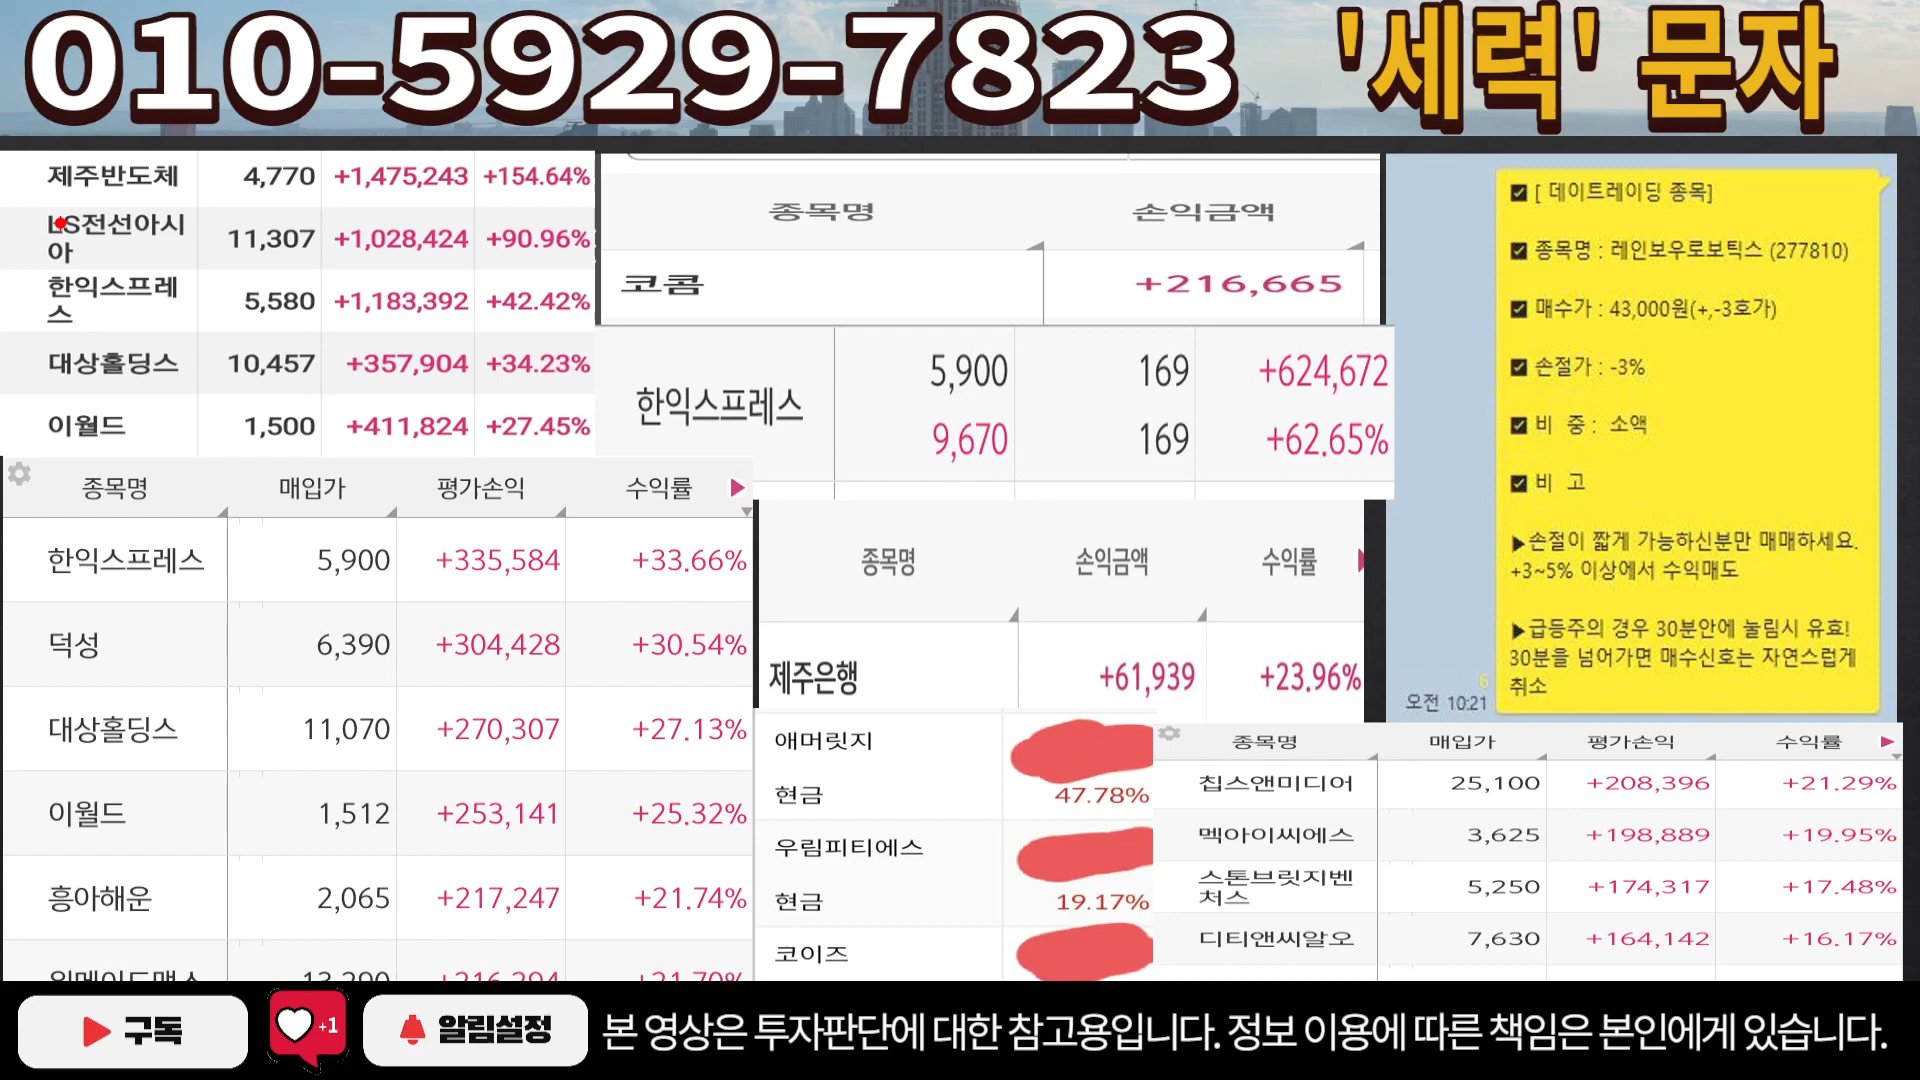 010-5929-7823 '세력' 문자
제주반도체 4,770 +1,475,243 +154.64%
LS전선아시아 11,307 +1,028,424 +90.96%
한익스프레스 5,580 +1,183,392 +42.42%
대상홀딩스 10,457 +357,904 +34.23%
이월드 1,500 +411,824 +27.45%
종목명 손익금액
코콤 +216,665
한익스프레스 5,900 169 +624,672
9,670 169 +62.65%
[ 데이트레이딩 종목]
종목명 : 레인보우로보틱스 (277810)
매수가 : 43,000원(+,-3호가)
손절가 : -3%
비 중 : 소액
비 고
▶손절이 짧게 가능하신분만 매매하세요.
+3~5% 이상에서 수익매도
▶급등주의 경우 30분안에 눌림시 유효!
30분을 넘어가면 매수신호는 자연스럽게
취소
6
오전 10:21
종목명 매입가 평가손익 수익률
한익스프레스 5,900 +335,584 +33.66%
덕성 6,390 +304,428 +30.54%
대상홀딩스 11,070 +270,307 +27.13%
이월드 1,512 +253,141 +25.32%
흥아해운 2,065 +217,247 +21.74%
종목명 손익금액 수익률
제주은행 +61,939 +23.96%
애머릿지
현금 47.78%
우림피티에스
현금 19.17%
코이즈
종목명 매입가 평가손익 수익률
칩스앤미디어 25,100 +208,396 +21.29%
멕아이씨에스 3,625 +198,889 +19.95%
스톤브릿지벤처스 5,250 +174,317 +17.48%
디티앤씨알오 7,630 +164,142 +16.17%
구독 +1 알림설정 본 영상은 투자판단에 대한 참고용입니다. 정보 이용에 따른 책임은 본인에게 있습니다.